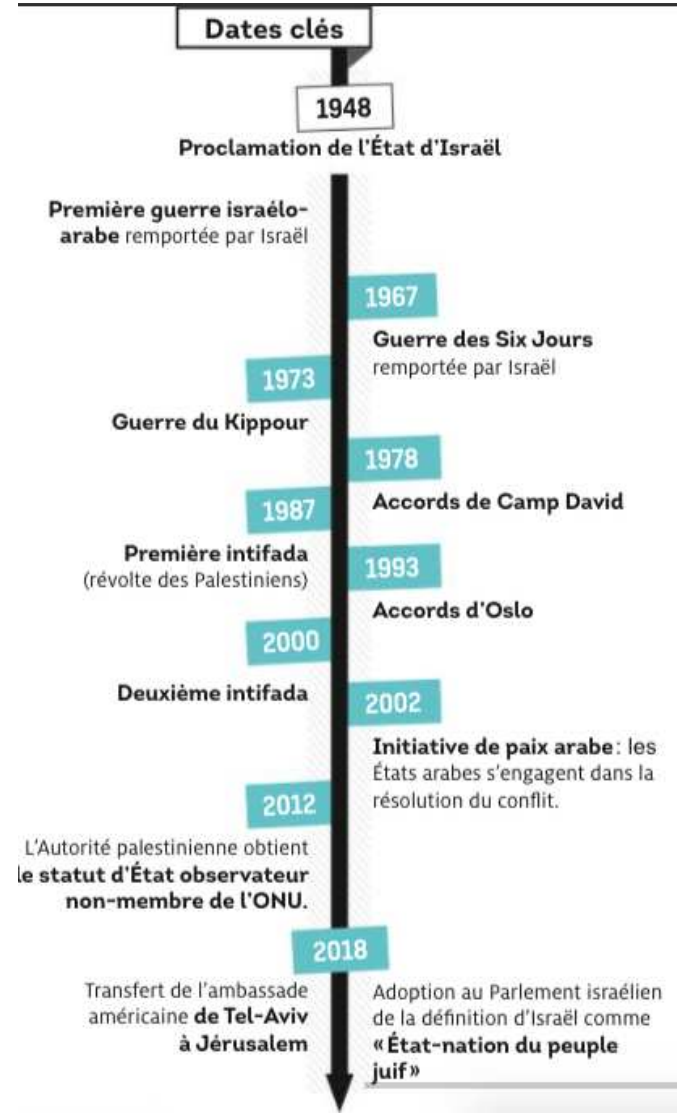 Dates clés
1948
Proclamation de l'État d'Israël
Première guerre israélo-
arabe remportée par Israël
1967
Guerre des Six Jours
remportée par Israël
1973
Guerre du Kippour
1978
Accords de Camp David
1987
Première intifada
(révolte des Palestiniens)
1993
Accords d'Oslo
2000
Deuxième intifada
2002
Initiative de paix arabe : les
États arabes s'engagent dans la
résolution du conflit.
2012
L'Autorité palestinienne obtient
le statut d'État observateur
non-membre de l'ONU.
2018
Transfert de l'ambassade
américaine de Tel-Aviv
à Jérusalem
Adoption au Parlement israélien
de la définition d'Israël comme
« État-nation du peuple
juif »